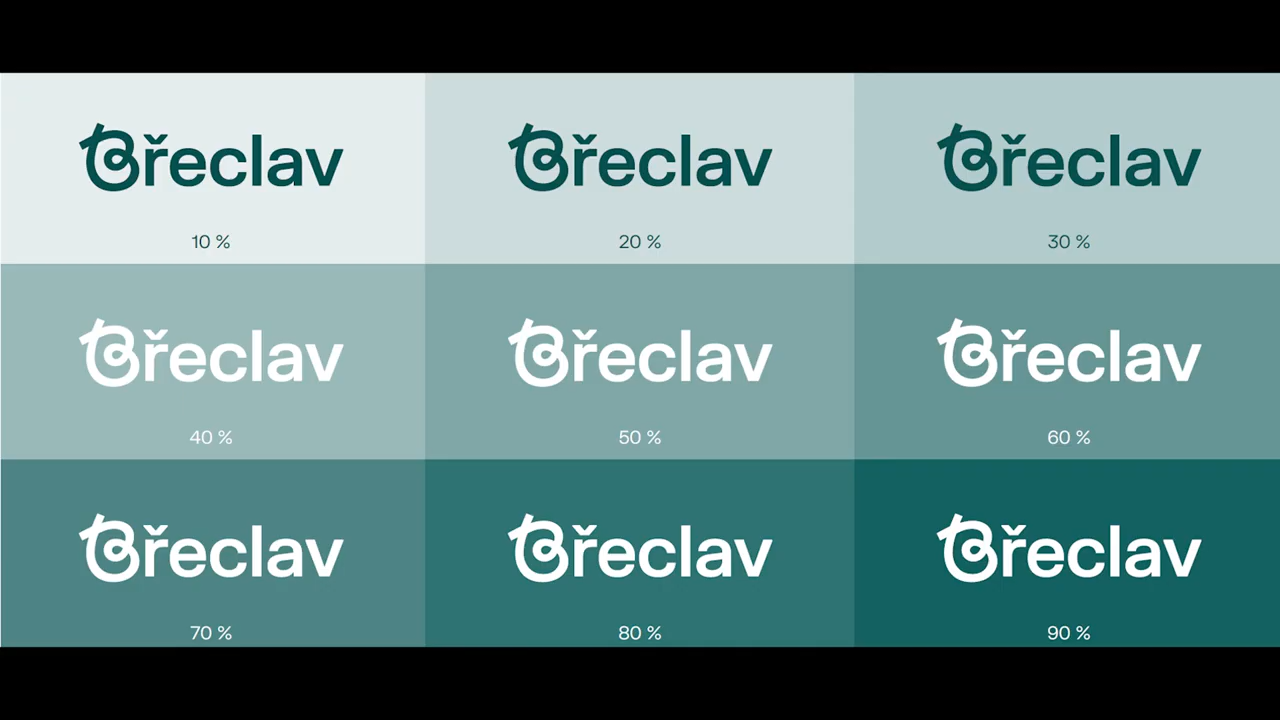 Břeclav
Břeclav
Břeclav
10 %
20 %
30 %
Břeclav
Břeclav
Břeclav
40 %
50 %
60 %
Břeclav
Břeclav
Břeclav
70 %
80 %
90 %